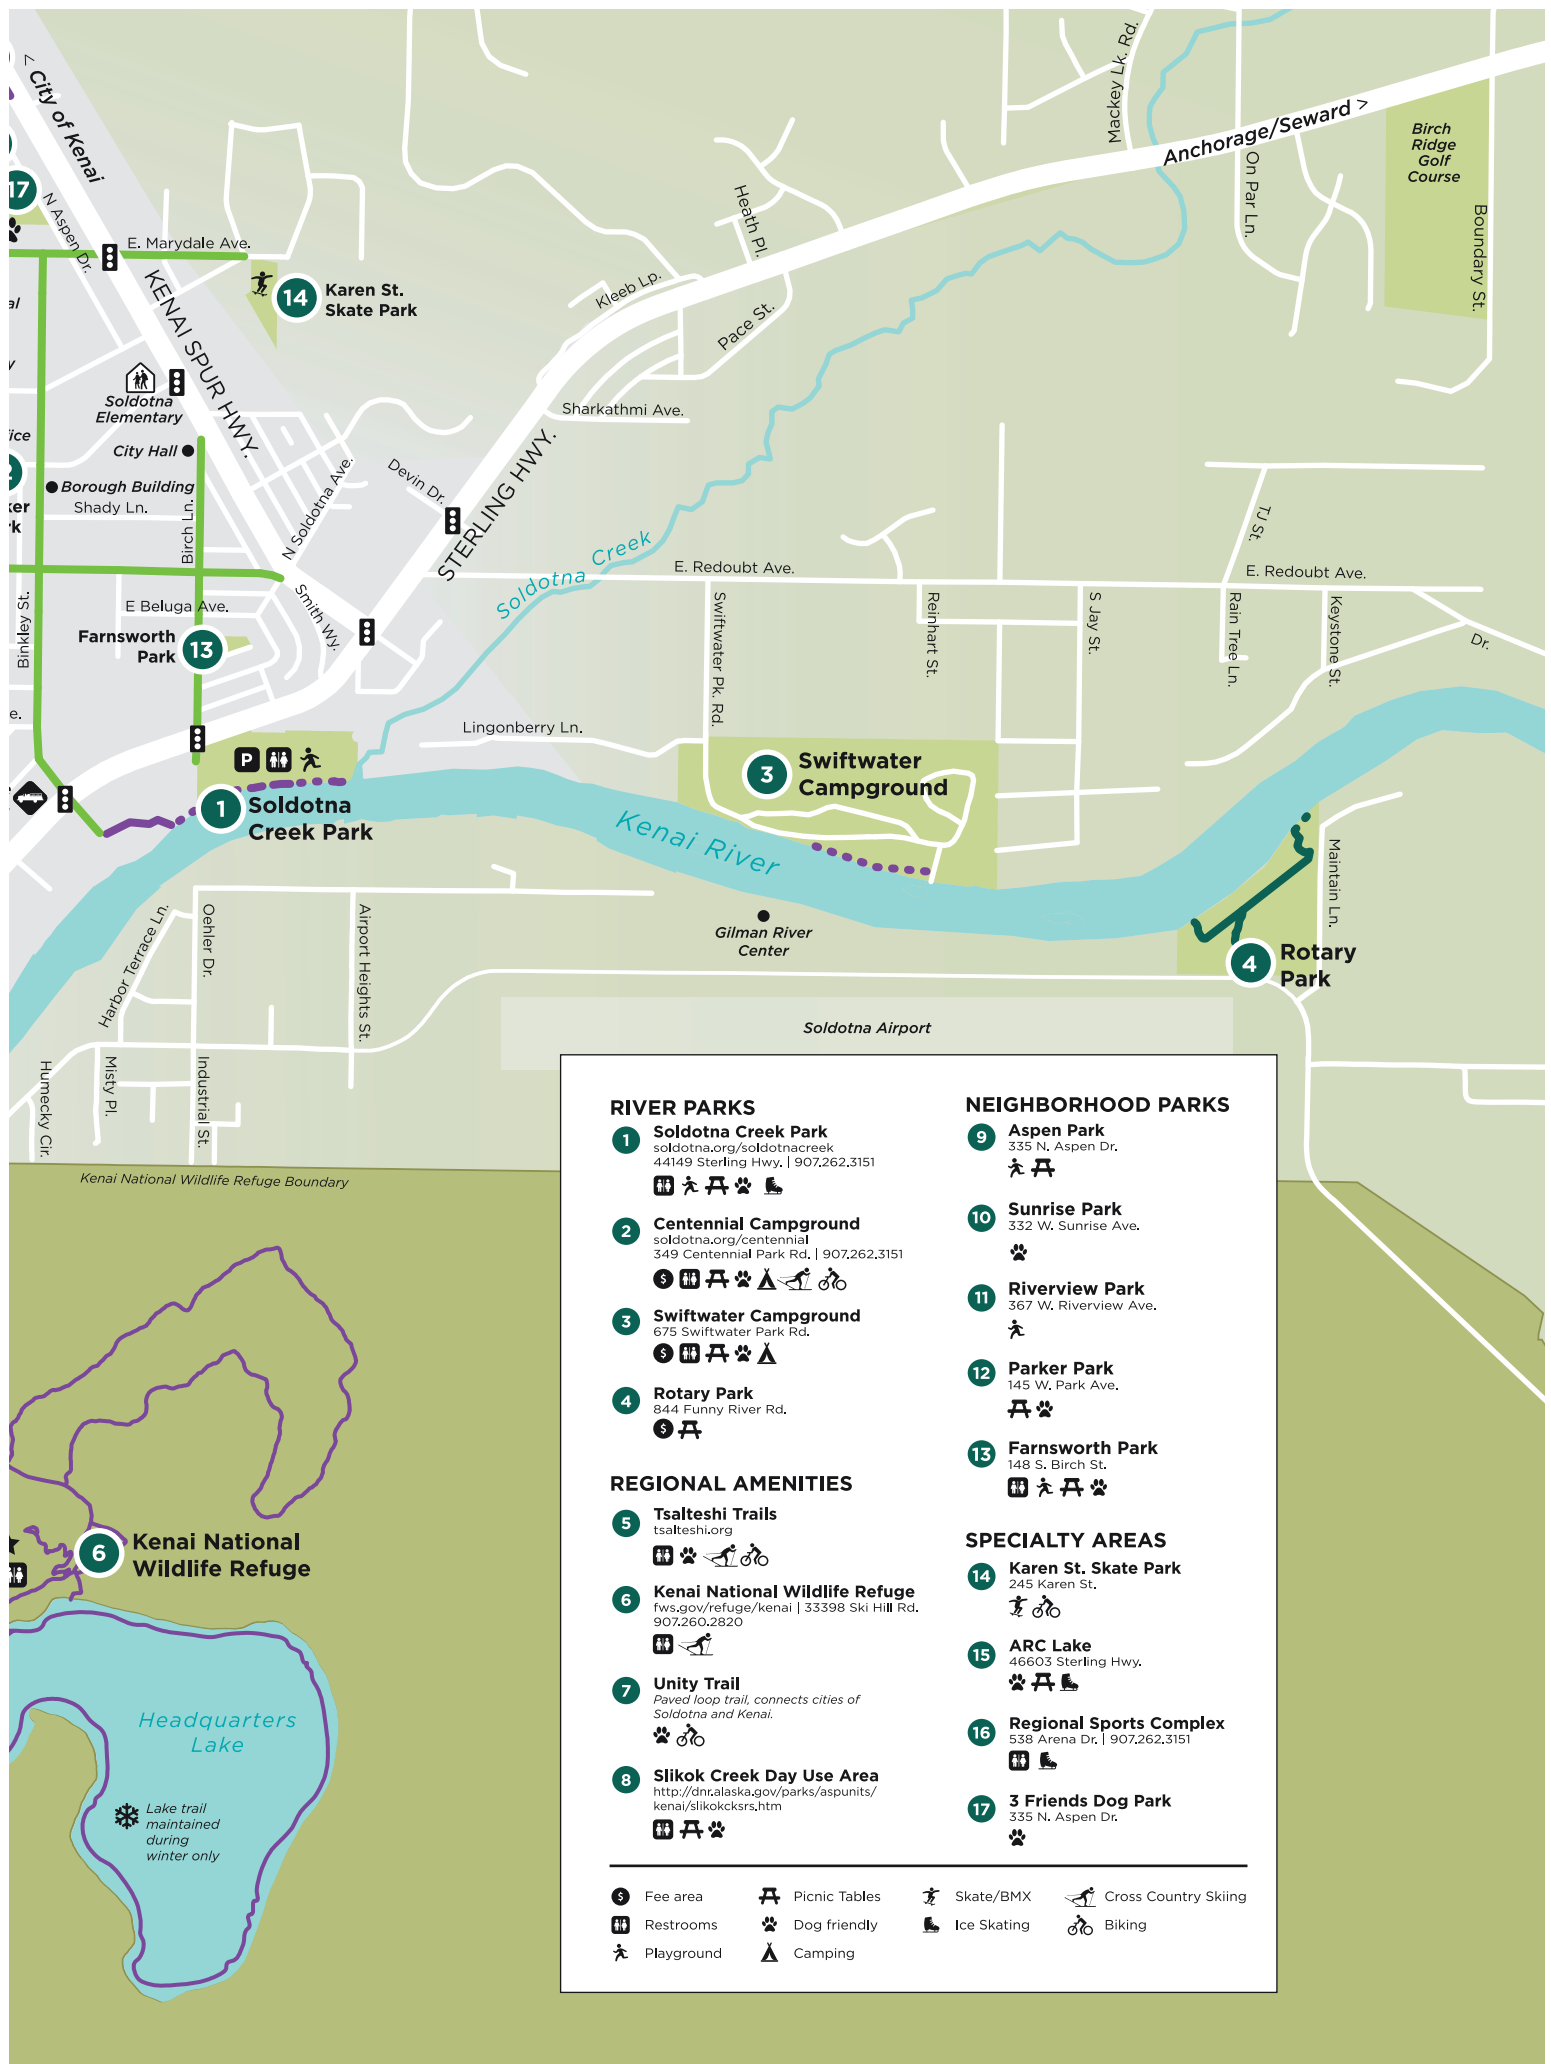 < City of Kenai
17
N Aspen Dr.
E. Marydale Ave.
KENAI SPUR HWY.
14
Karen St.
Skate Park
Soldotna
Elementary
City Hall
Borough Building
Shady Ln.
Birch Ln.
N Soldotna Ave.
Devin Dr.
STERLING HWY.
Smith Wy.
E Beluga Ave.
Binkley St.
Farnsworth
Park
13
Heath Pl.
Kleeb Lp.
Pace St.
Sharkathmi Ave.
Mackey Lk. Rd.
Anchorage/Seward >
On Par Ln.
Birch
Ridge
Golf
Course
Boundary St.
Soldotna Creek
E. Redoubt Ave.
E. Redoubt Ave.
TJ St.
Swiftwater Pk. Rd.
Reinhart St.
S Jay St.
Rain Tree Ln.
Keystone St.
Dr.
Lingonberry Ln.
P
1
Soldotna
Creek Park
3
Swiftwater
Campground
Kenai River
Gilman River
Center
Maintain Ln.
4
Rotary
Park
Harbor Terrace Ln.
Oehler Dr.
Airport Heights St.
Soldotna Airport
Humecky Cir.
Misty Pl.
Industrial St.
Kenai National Wildlife Refuge Boundary
6
Kenai National
Wildlife Refuge
Headquarters
Lake
Lake trail
maintained
during
winter only
al
y
ice
ker
rk
e.
RIVER PARKS
1
Soldotna Creek Park
soldotna.org/soldotnacreek
44149 Sterling Hwy. | 907.262.3151
2
Centennial Campground
soldotna.org/centennial
349 Centennial Park Rd. | 907.262.3151
$
3
Swiftwater Campground
675 Swiftwater Park Rd.
$
4
Rotary Park
844 Funny River Rd.
$
REGIONAL AMENITIES
5
Tsalteshi Trails
tsalteshi.org
6
Kenai National Wildlife Refuge
fws.gov/refuge/kenai | 33398 Ski Hill Rd.
907.260.2820
7
Unity Trail
Paved loop trail, connects cities of
Soldotna and Kenai.
8
Slikok Creek Day Use Area
http://dnr.alaska.gov/parks/aspunits/
kenai/slikokcksrs.htm
NEIGHBORHOOD PARKS
9
Aspen Park
335 N. Aspen Dr.
10
Sunrise Park
332 W. Sunrise Ave.
11
Riverview Park
367 W. Riverview Ave.
12
Parker Park
145 W. Park Ave.
13
Farnsworth Park
148 S. Birch St.
SPECIALTY AREAS
14
Karen St. Skate Park
245 Karen St.
15
ARC Lake
46603 Sterling Hwy.
16
Regional Sports Complex
538 Arena Dr. | 907.262.3151
17
3 Friends Dog Park
335 N. Aspen Dr.
$ Fee area
Restrooms
Playground
Picnic Tables
Dog friendly
Camping
Skate/BMX
Ice Skating
Cross Country Skiing
Biking